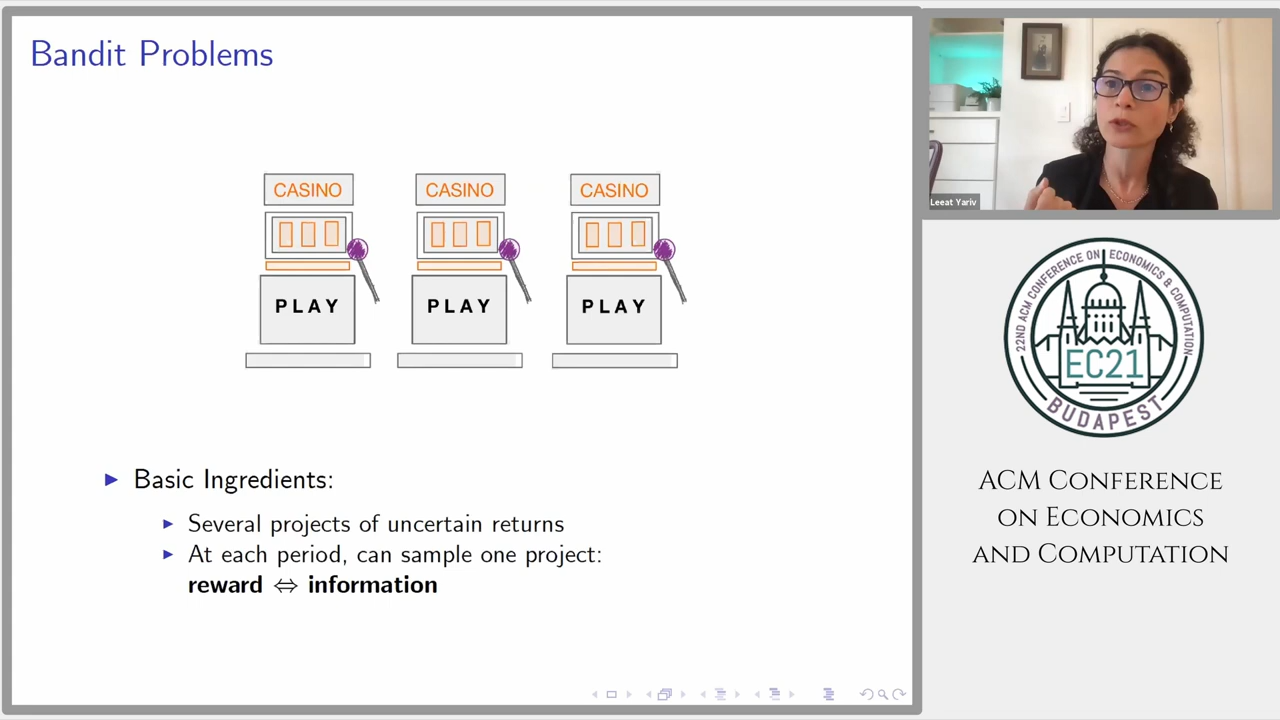 Bandit Problems
CASINO CASINO CASINO
PLAY PLAY PLAY
Basic Ingredients:
Several projects of uncertain returns
At each period, can sample one project:
reward ⇔ information
Leeat Yariv
22ND ACM CONFERENCE ON ECONOMICS & COMPUTATION
EC21
BUDAPEST
ACM CONFERENCE
ON ECONOMICS
AND COMPUTATION